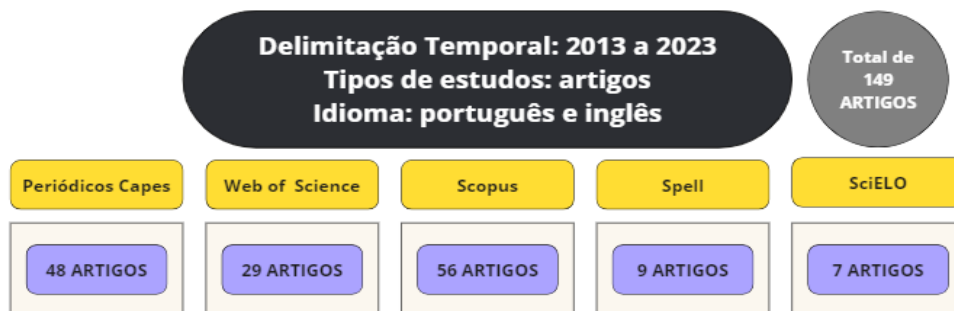 Delimitação Temporal: 2013 a 2023
Tipos de estudos: artigos
Idioma: português e inglês
Total de
149
ARTIGOS
Periódicos Capes
Web of Science
Scopus
Spell
SciELO
48 ARTIGOS
29 ARTIGOS
56 ARTIGOS
9 ARTIGOS
7 ARTIGOS